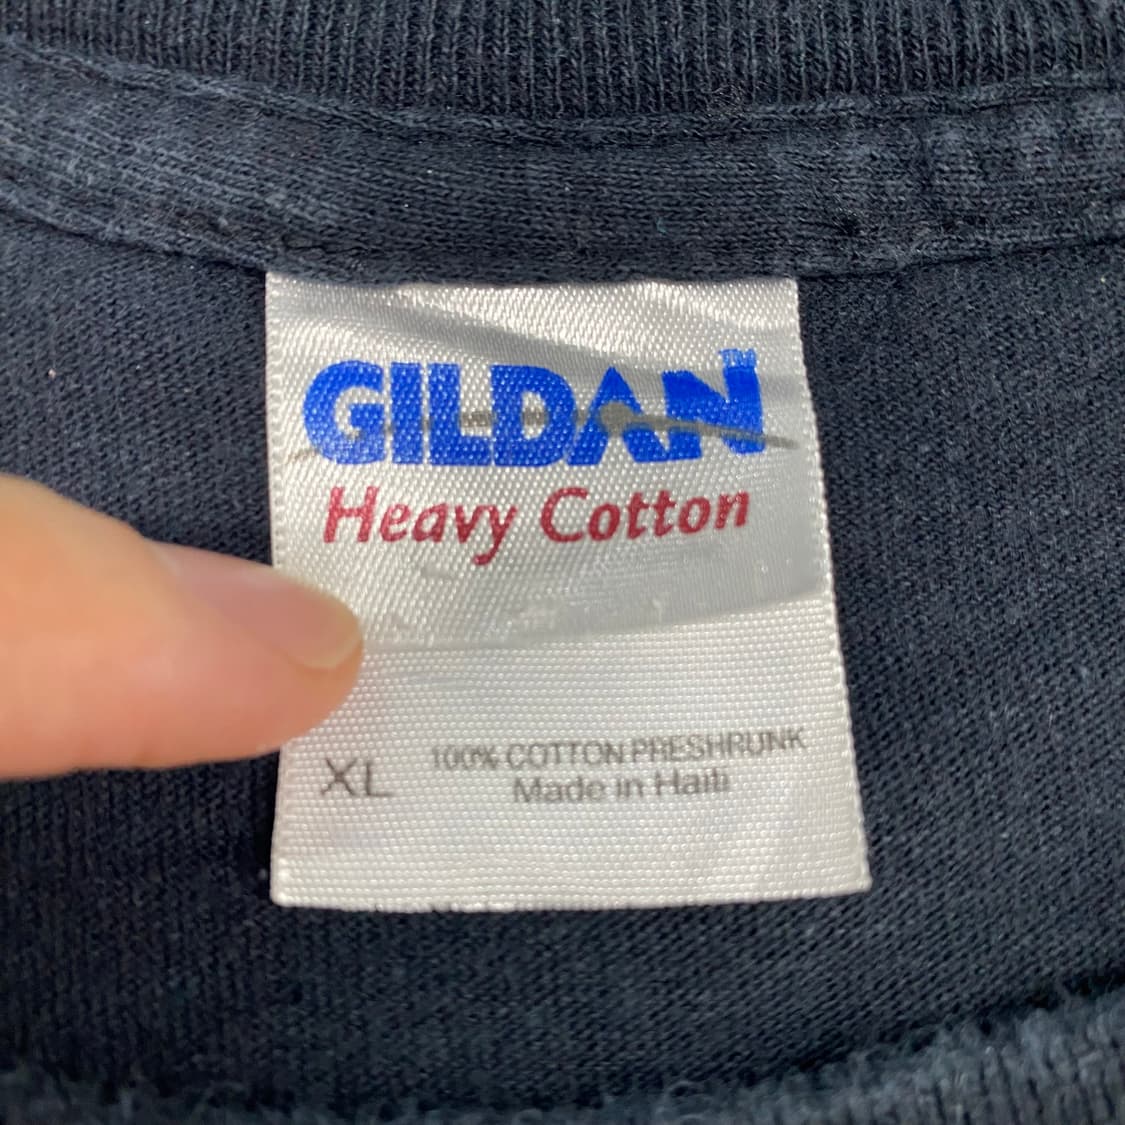 GILDAN™
Heavy Cotton
XL
100% COTTON PRESHRUNK
Made in Haiti